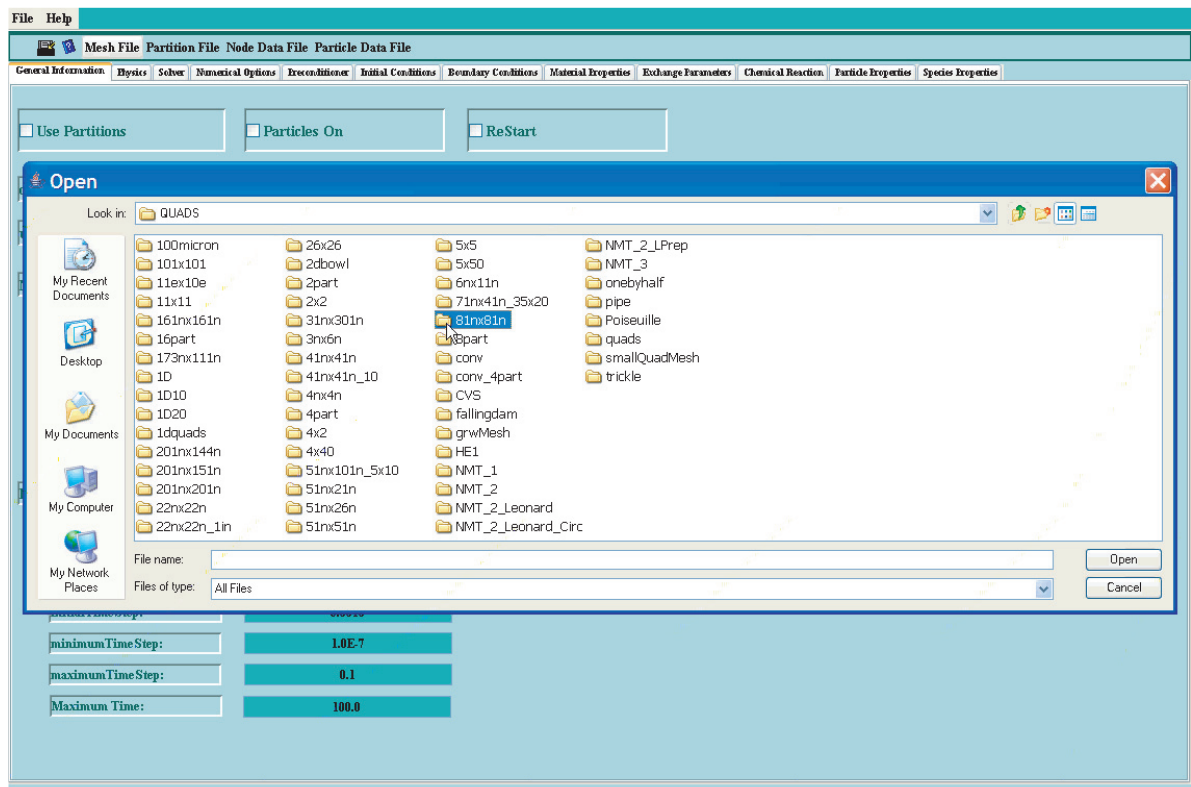 File Help
Mesh File Partition File Node Data File Particle Data File
General Information Physics Solver Numerical Options Preconditioner Initial Conditions Boundary Conditions Material Properties Exchange Parameters Chemical Reaction Particle Properties Species Properties
Use Partitions Particles On ReStart
Open
Look in: QUADS
My Recent Documents
Desktop
My Documents
My Computer
My Network Places
100micron
101x101
11ex10e
11x11
161nx161n
16part
173nx111n
1D
1D10
1D20
1dquads
201nx144n
201nx151n
201nx201n
22nx22n
22nx22n_1in
26x26
2dbowl
2part
2x2
31nx301n
3nx6n
41nx41n
41nx41n_10
4nx4n
4part
4x2
4x40
51nx101n_5x10
51nx21n
51nx26n
51nx51n
5x5
5x50
6nx11n
71nx41n_35x20
81nx81n
8part
conv
conv_4part
CVS
fallingdam
grwMesh
HE1
NMT_1
NMT_2
NMT_2_Leonard
NMT_2_Leonard_Circ
NMT_2_LPrep
NMT_3
onebyhalf
pipe
Poiseuille
quads
smallQuadMesh
trickle
File name: Open
Files of type: All Files Cancel
minimumTimeStep: 1.0E-7
maximumTimeStep: 0.1
Maximum Time: 100.0